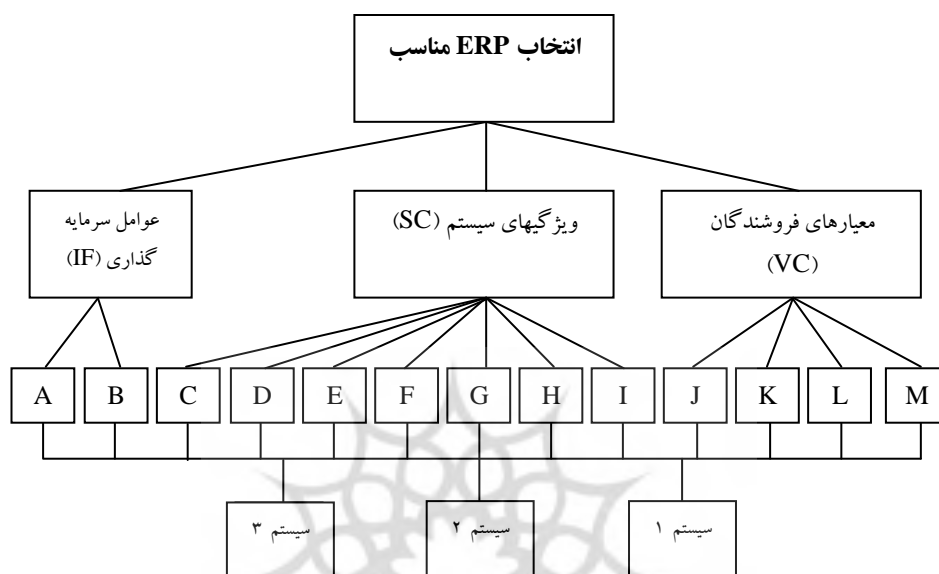 انتخاب ERP مناسب
معیارهای فروشندگان
(VC)
ویژگیهای سیستم (SC)
عوامل سرمایه
گذاری (IF)
A B C D E F G H I J K L M
سیستم ۱
سیستم ۲
سیستم ۳